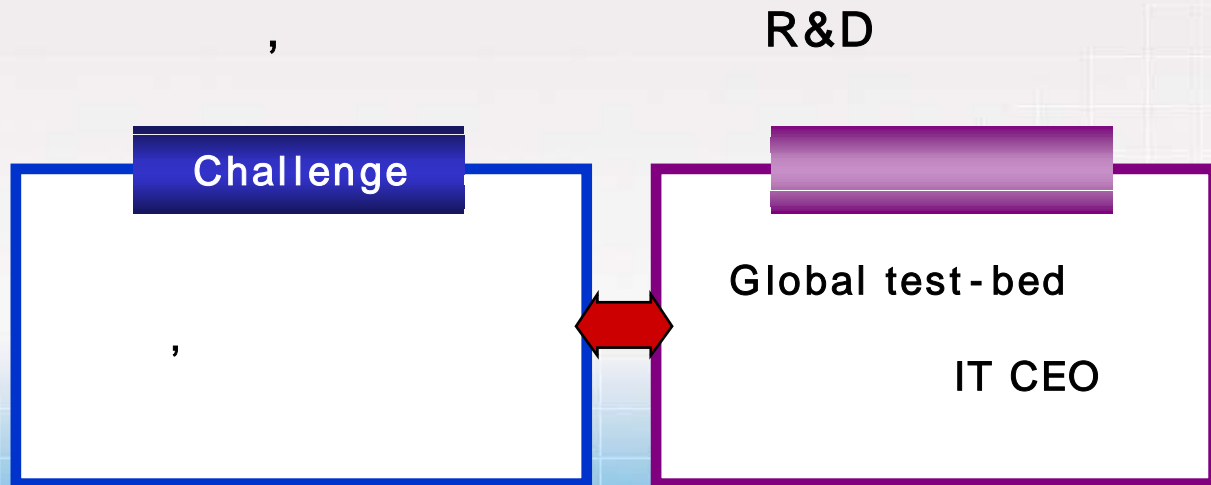 , R&D
Challenge
Global test-bed
,
IT CEO